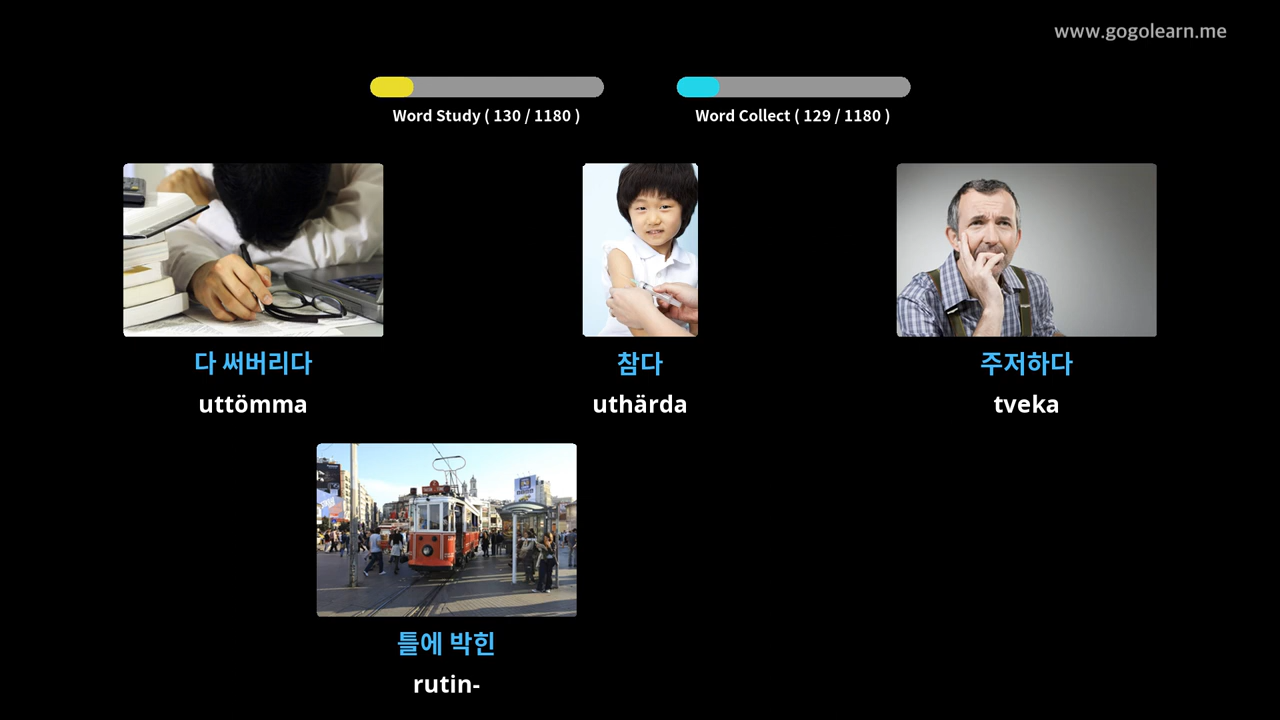 www.gogolearn.me
Word Study ( 130 / 1180 )
Word Collect ( 129 / 1180 )
다 써버리다
참다
주저하다
uttömma
uthärda
tveka
틀에 박힌
rutin-